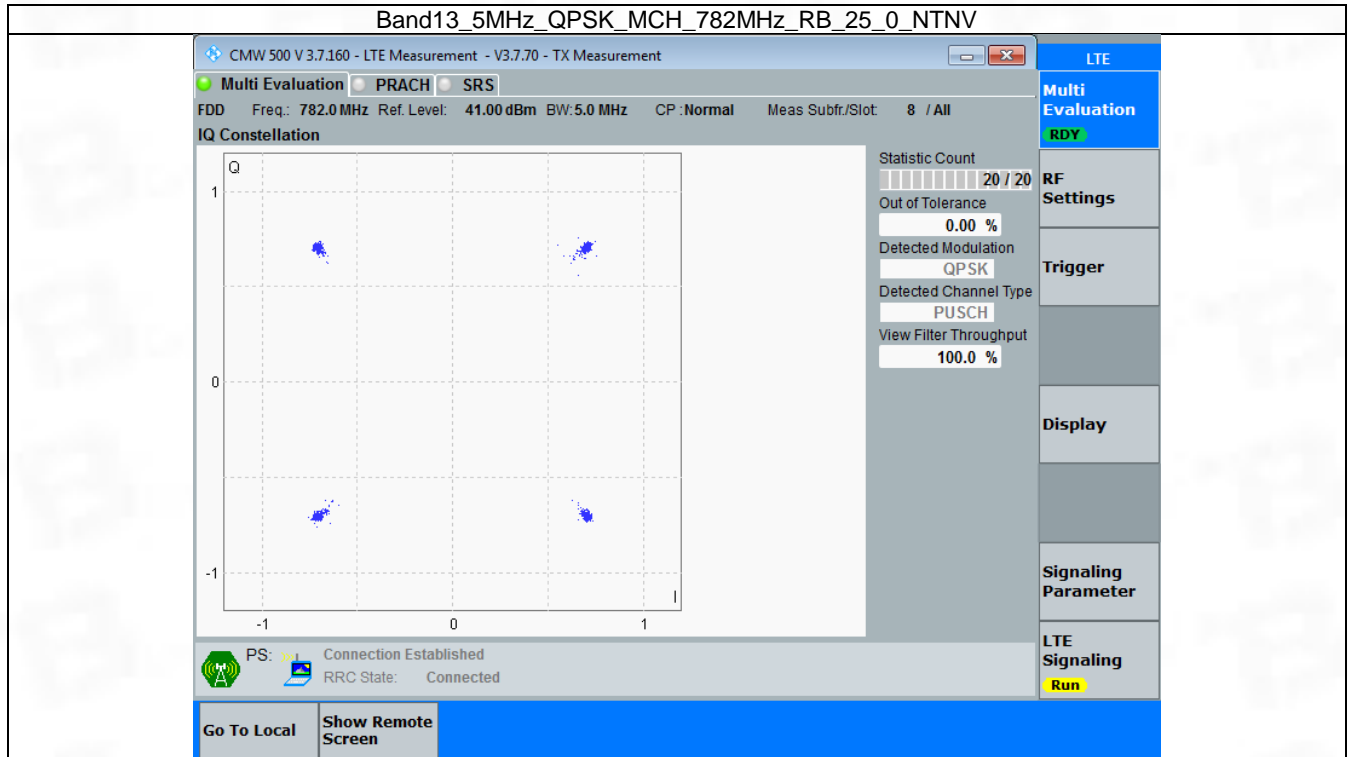 Band13_5MHz_QPSK_MCH_782MHz_RB_25_0_NTNV
CMW 500 V 3.7.160 - LTE Measurement - V3.7.70 - TX Measurement
LTE
Multi Evaluation PRACH SRS
FDD Freq.: 782.0 MHz Ref. Level: 41.00 dBm BW: 5.0 MHz CP : Normal Meas Subfr./Slot: 8 / All
IQ Constellation
Q
1
0
-1
-1 0 1
I
Statistic Count
20 / 20
Out of Tolerance
0.00 %
Detected Modulation
QPSK
Detected Channel Type
PUSCH
View Filter Throughput
100.0 %
Multi
Evaluation
RDY
RF
Settings
Trigger
Display
Signaling
Parameter
LTE
Signaling
Run
PS: Connection Established
RRC State: Connected
Go To Local
Show Remote
Screen